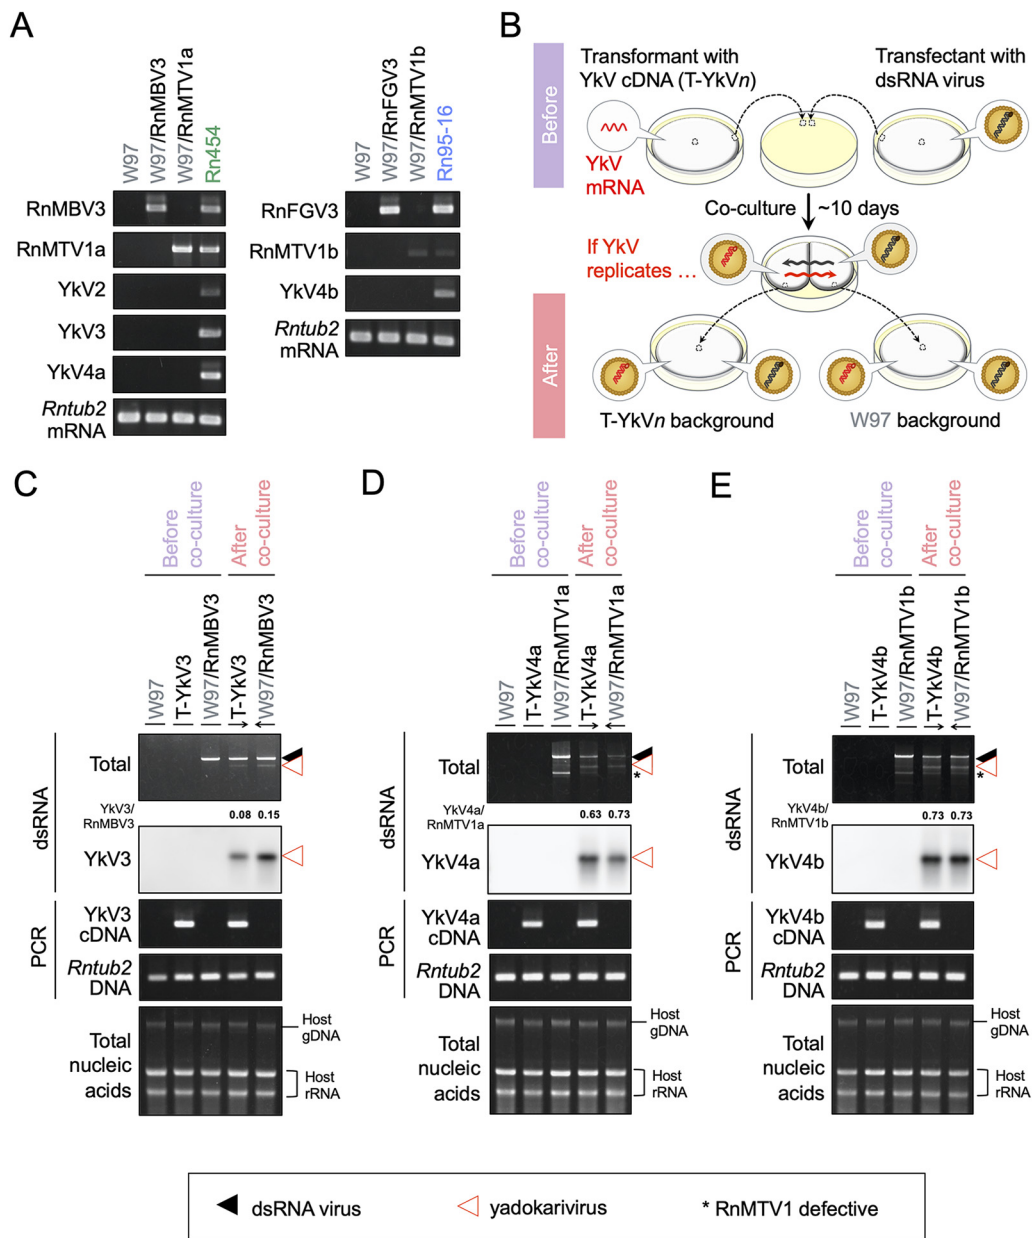 A
W97
W97/RnMBV3
W97/RnMTV1a
Rn454
RnMBV3
RnMTV1a
YkV2
YkV3
YkV4a
Rntub2
mRNA
W97
W97/RnFGV3
W97/RnMTV1b
Rn95-16
RnFGV3
RnMTV1b
YkV4b
Rntub2
mRNA
B
Before
Transformant with
YkV cDNA (T-YkVn)
Transfectant with
dsRNA virus
YkV
mRNA
Co-culture
~10 days
If YkV
replicates ...
After
T-YkVn background
W97 background
C
Before
co-culture
After
co-culture
W97
T-YkV3
W97/RnMBV3
T-YkV3
W97/RnMBV3
dsRNA
Total
YkV3/
RnMBV3
0.08 0.15
YkV3
PCR
YkV3
cDNA
Rntub2
DNA
Total
nucleic
acids
Host
gDNA
Host
rRNA
D
Before
co-culture
After
co-culture
W97
T-YkV4a
W97/RnMTV1a
T-YkV4a
W97/RnMTV1a
dsRNA
Total
*
YkV4a/
RnMTV1a
0.63 0.73
YkV4a
PCR
YkV4a
cDNA
Rntub2
DNA
Total
nucleic
acids
Host
gDNA
Host
rRNA
E
Before
co-culture
After
co-culture
W97
T-YkV4b
W97/RnMTV1b
T-YkV4b
W97/RnMTV1b
dsRNA
Total
*
YkV4b/
RnMTV1b
0.73 0.73
YkV4b
PCR
YkV4b
cDNA
Rntub2
DNA
Total
nucleic
acids
Host
gDNA
Host
rRNA
dsRNA virus
yadokarivirus
* RnMTV1 defective